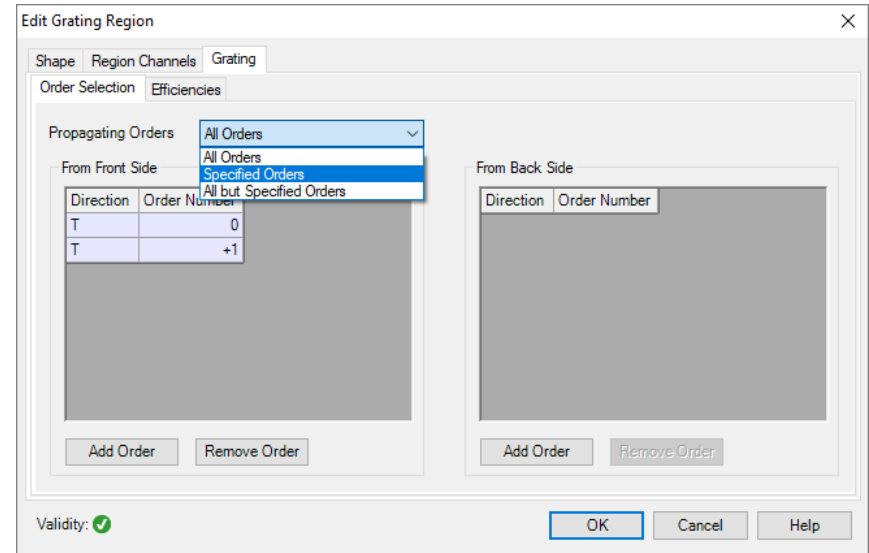 Edit Grating Region
Shape Region Channels Grating
Order Selection Efficiencies
Propagating Orders All Orders
All Orders
Specified Orders
All but Specified Orders
From Front Side From Back Side
Direction Order Number Direction Order Number
T 0
T +1
Add Order Remove Order Add Order Remove Order
Validity: OK Cancel Help